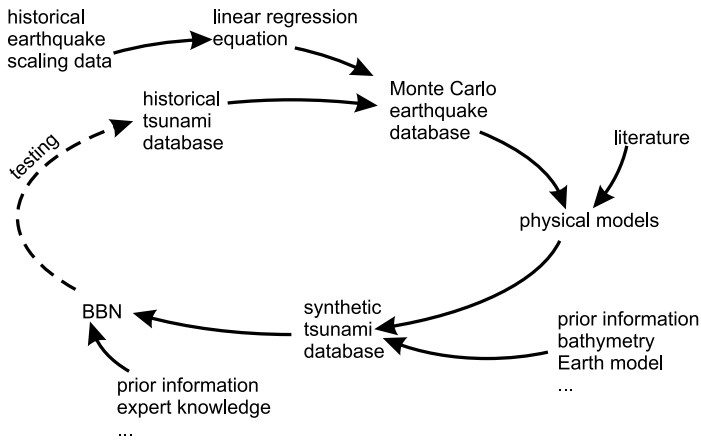 historical
earthquake
scaling data
linear regression
equation
Monte Carlo
earthquake
database
historical
tsunami
database
testing
literature
physical models
BBN
synthetic
tsunami
database
prior information
bathymetry
Earth model
...
prior information
expert knowledge
...